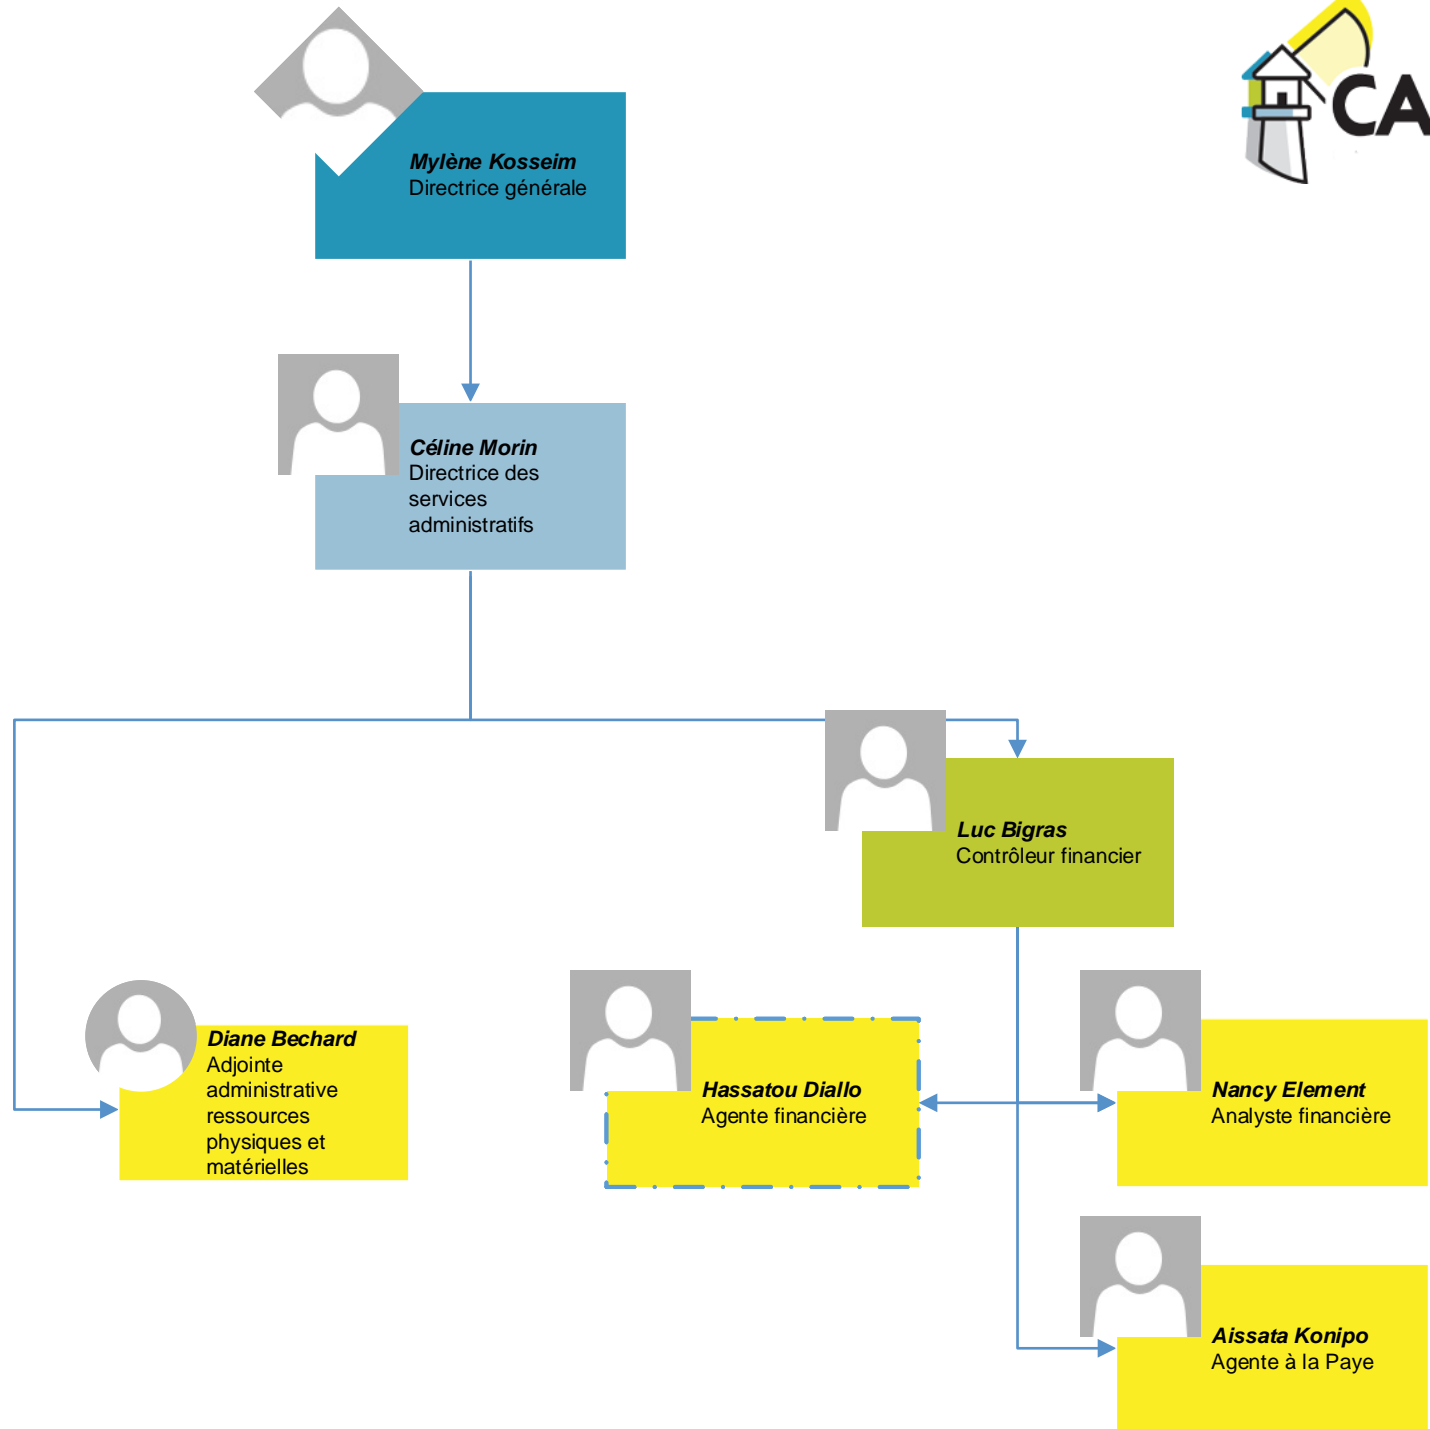 CA
Mylène Kosseim
Directrice générale
Céline Morin
Directrice des
services
administratifs
Luc Bigras
Contrôleur financier
Diane Bechard
Adjointe
administrative
ressources
physiques et
matérielles
Hassatou Diallo
Agente financière
Nancy Element
Analyste financière
Aissata Konipo
Agente à la Paye